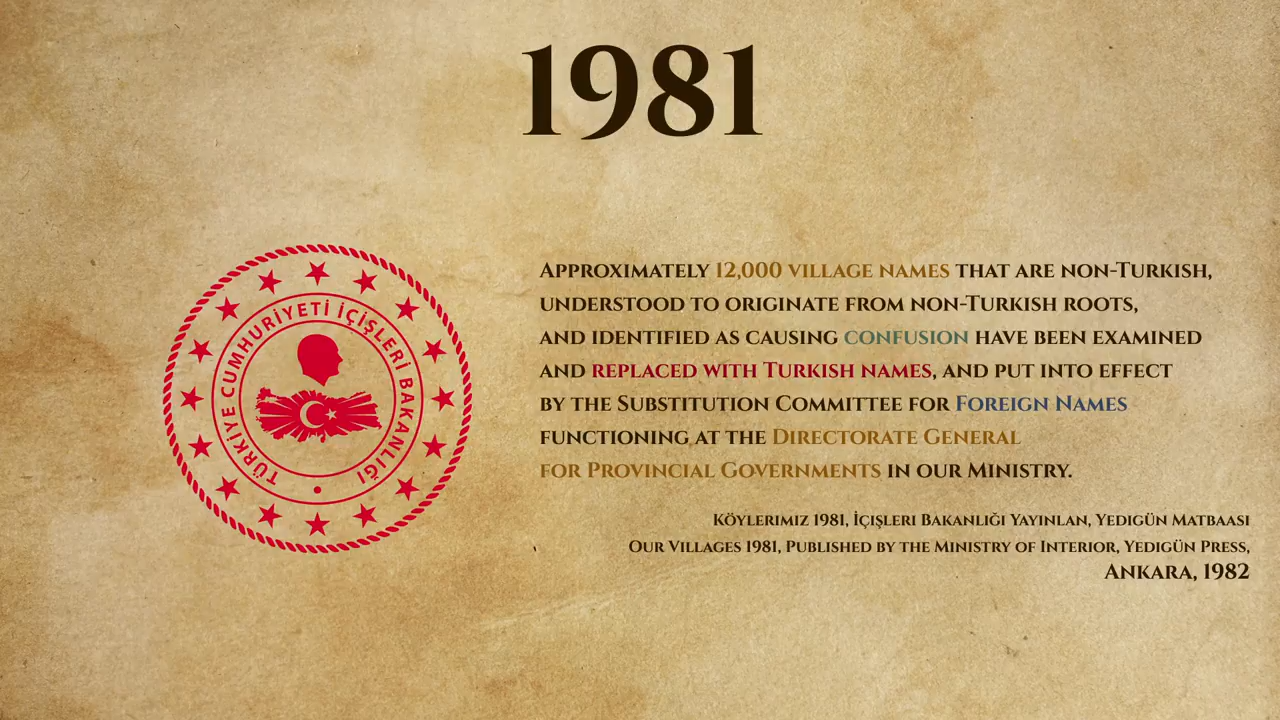 1981
TÜRKİYE CUMHURİYETİ İÇİŞLERİ BAKANLIĞI
Approximately 12,000 village names that are non-Turkish,
understood to originate from non-Turkish roots,
and identified as causing confusion have been examined
and replaced with Turkish names, and put into effect
by the Substitution Committee for Foreign Names
functioning at the Directorate General
for Provincial Governments in our Ministry.
Köylerimiz 1981, İçişleri Bakanlığı Yayınlan, Yedigün Matbaası
Our Villages 1981, Published by the Ministry of Interior, Yedigün Press,
Ankara, 1982